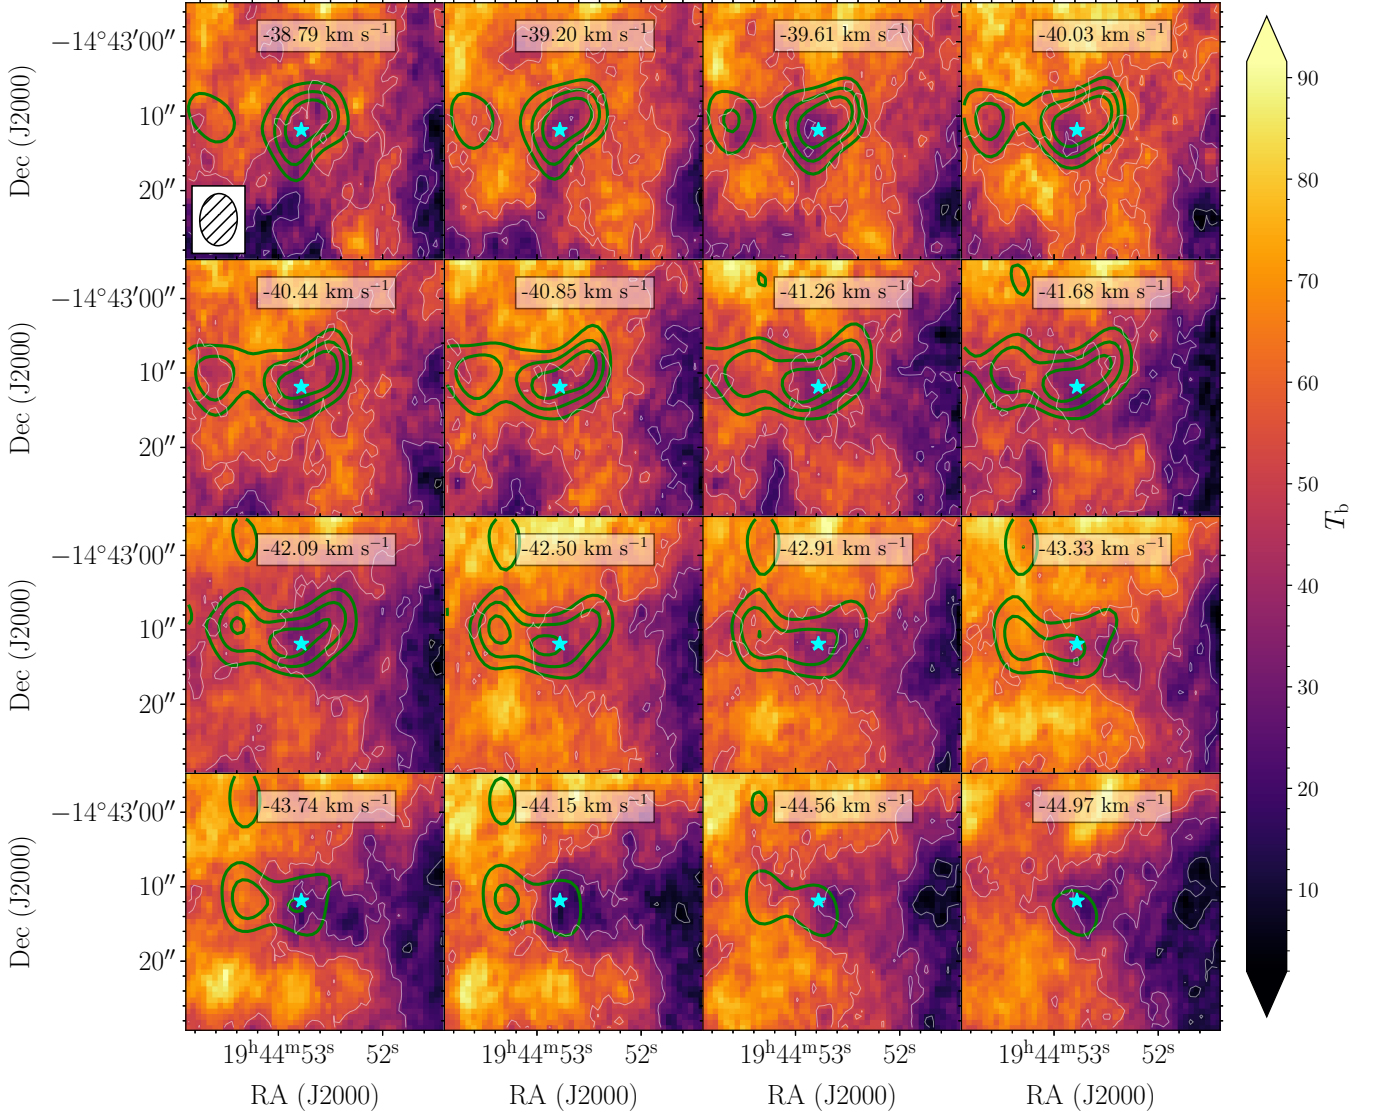 -38.79 km s⁻¹
-39.20 km s⁻¹
-39.61 km s⁻¹
-40.03 km s⁻¹
−14°43′00″
10″
20″
Dec (J2000)
-40.44 km s⁻¹
-40.85 km s⁻¹
-41.26 km s⁻¹
-41.68 km s⁻¹
−14°43′00″
10″
20″
Dec (J2000)
-42.09 km s⁻¹
-42.50 km s⁻¹
-42.91 km s⁻¹
-43.33 km s⁻¹
−14°43′00″
10″
20″
Dec (J2000)
-43.74 km s⁻¹
-44.15 km s⁻¹
-44.56 km s⁻¹
-44.97 km s⁻¹
−14°43′00″
10″
20″
Dec (J2000)
19ʰ44ᵐ53ˢ 52ˢ
19ʰ44ᵐ53ˢ 52ˢ
19ʰ44ᵐ53ˢ 52ˢ
19ʰ44ᵐ53ˢ 52ˢ
RA (J2000)
RA (J2000)
RA (J2000)
RA (J2000)
90
80
70
60
50
40
30
20
10
T_b